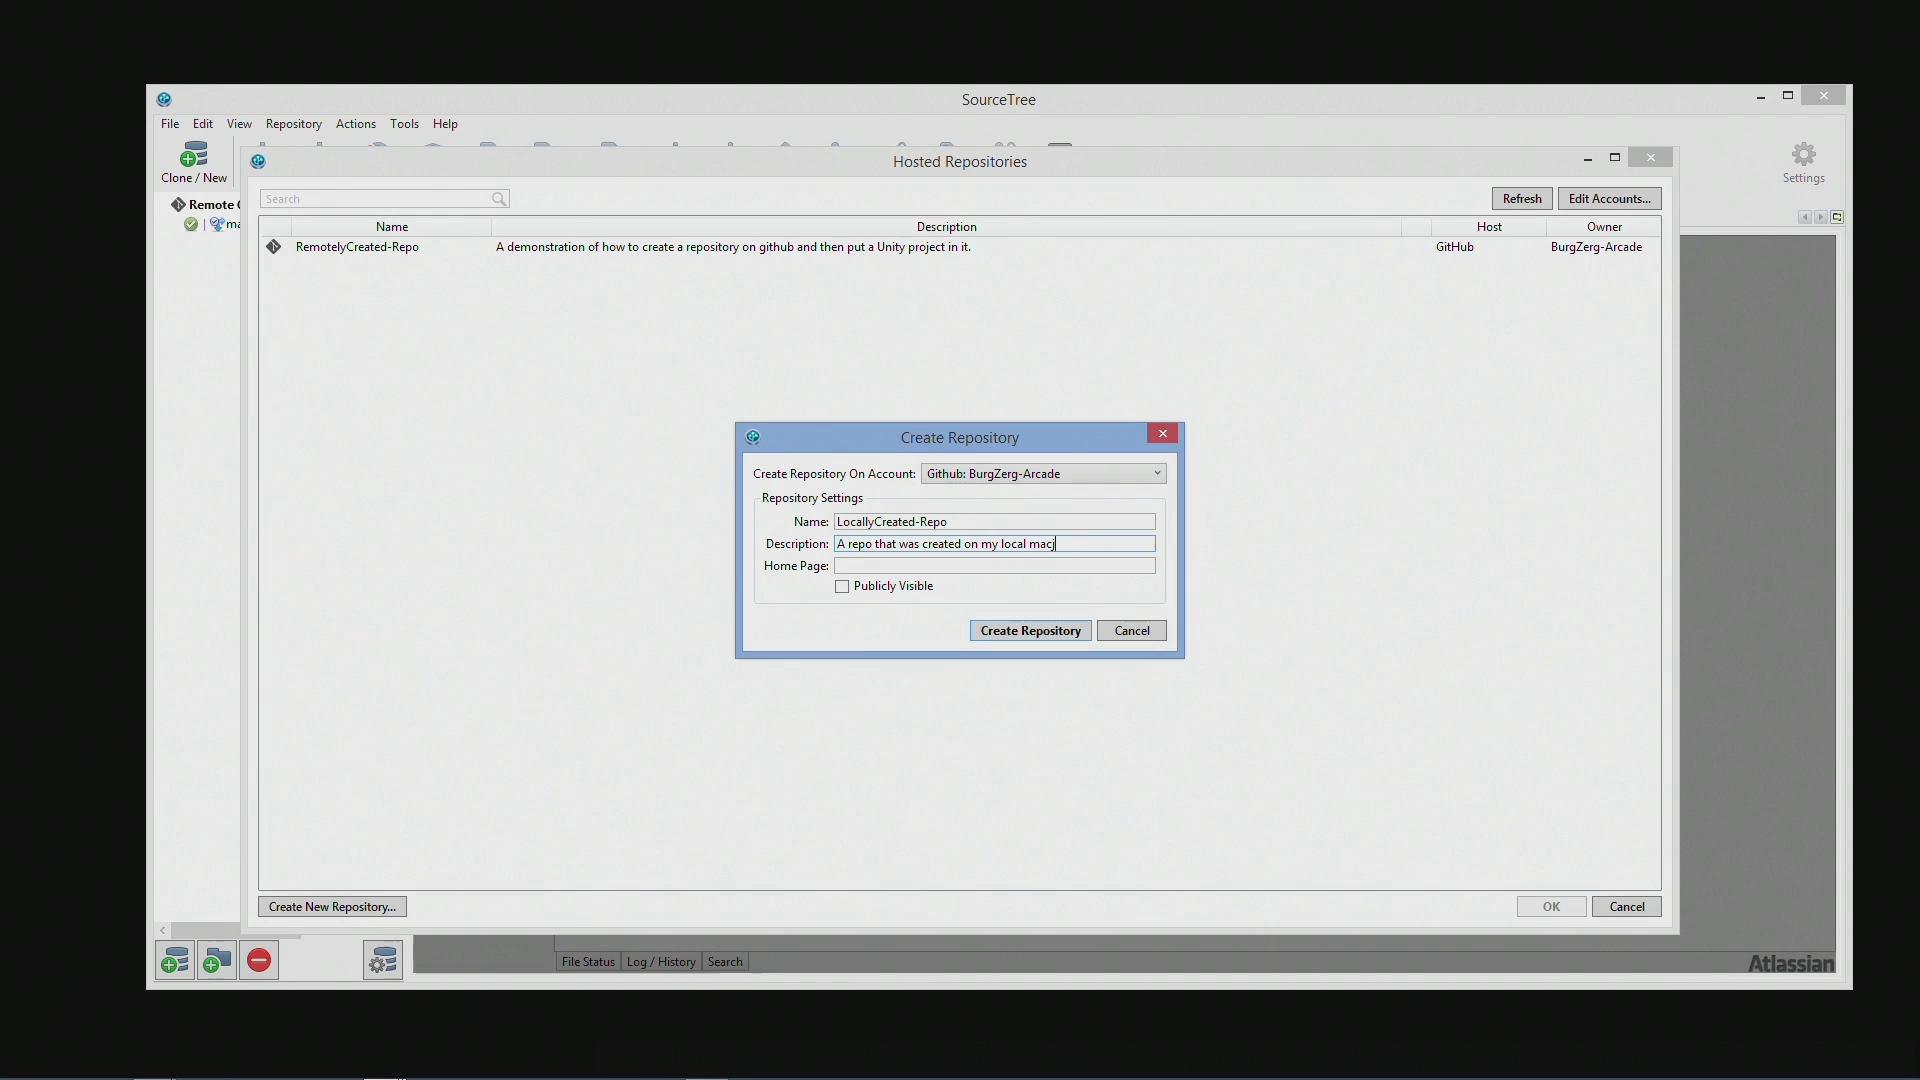 SourceTree
File Edit View Repository Actions Tools Help
Clone / New
Settings
Hosted Repositories
Search
Refresh Edit Accounts...
Remote
Name Description Host Owner
RemotelyCreated-Repo A demonstration of how to create a repository on github and then put a Unity project in it. GitHub BurgZerg-Arcade
Create Repository
Create Repository On Account: Github: BurgZerg-Arcade
Repository Settings
Name: LocallyCreated-Repo
Description: A repo that was created on my local macj
Home Page:
Publicly Visible
Create Repository Cancel
Create New Repository... OK Cancel
File Status Log / History Search
Atlassian